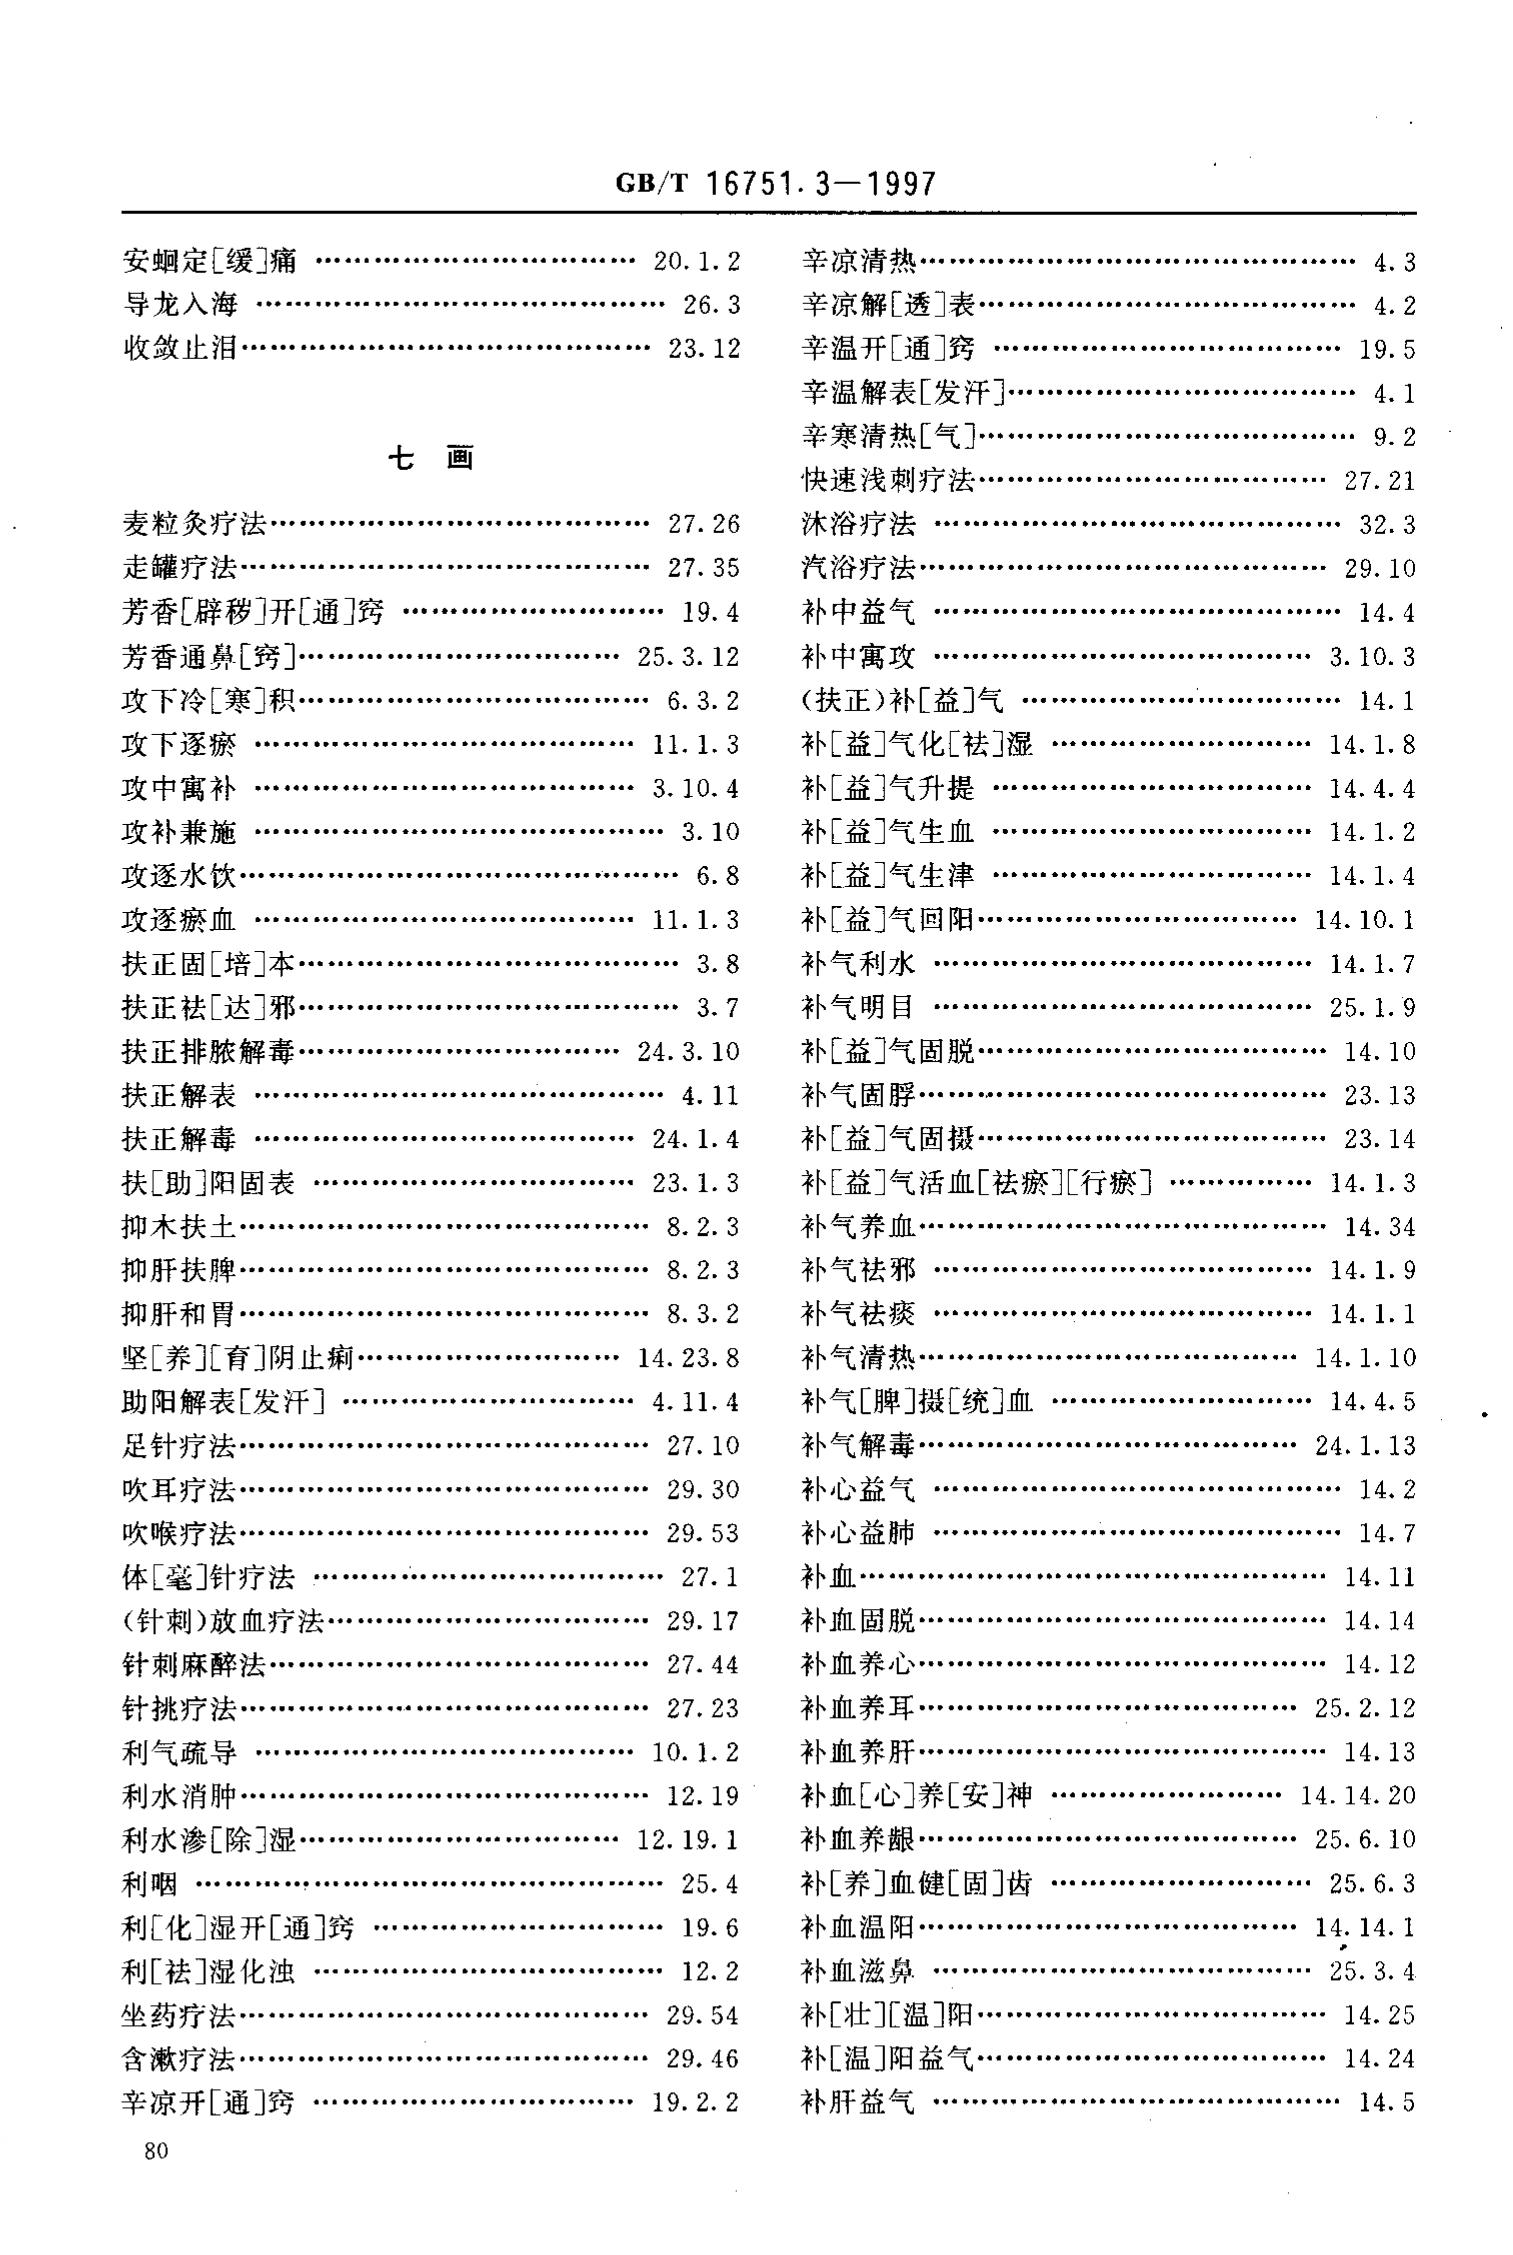 GB/T 16751.3—1997
安蛔定[缓]痛 …… 20.1.2
导龙入海 …… 26.3
收敛止泪…… 23.12
七 画
麦粒灸疗法…… 27.26
走罐疗法…… 27.35
芳香[辟秽]开[通]窍 …… 19.4
芳香通鼻[窍]…… 25.3.12
攻下冷[寒]积…… 6.3.2
攻下逐瘀 …… 11.1.3
攻中寓补 …… 3.10.4
攻补兼施 …… 3.10
攻逐水饮…… 6.8
攻逐瘀血 …… 11.1.3
扶正固[培]本…… 3.8
扶正祛[达]邪…… 3.7
扶正排脓解毒…… 24.3.10
扶正解表 …… 4.11
扶正解毒 …… 24.1.4
扶[助]阳固表 …… 23.1.3
抑木扶土…… 8.2.3
抑肝扶脾…… 8.2.3
抑肝和胃…… 8.3.2
坚[养][育]阴止痢…… 14.23.8
助阳解表[发汗] …… 4.11.4
足针疗法…… 27.10
吹耳疗法…… 29.30
吹喉疗法…… 29.53
体[毫]针疗法 …… 27.1
(针刺)放血疗法…… 29.17
针刺麻醉法…… 27.44
针挑疗法…… 27.23
利气疏导 …… 10.1.2
利水消肿…… 12.19
利水渗[除]湿…… 12.19.1
利咽 …… 25.4
利[化]湿开[通]窍 …… 19.6
利[祛]湿化浊 …… 12.2
坐药疗法…… 29.54
含漱疗法…… 29.46
辛凉开[通]窍 …… 19.2.2
辛凉清热…… 4.3
辛凉解[透]表…… 4.2
辛温开[通]窍 …… 19.5
辛温解表[发汗]…… 4.1
辛寒清热[气]…… 9.2
快速浅刺疗法…… 27.21
沐浴疗法 …… 32.3
汽浴疗法…… 29.10
补中益气 …… 14.4
补中寓攻 …… 3.10.3
(扶正)补[益]气 …… 14.1
补[益]气化[祛]湿 …… 14.1.8
补[益]气升提 …… 14.4.4
补[益]气生血 …… 14.1.2
补[益]气生津 …… 14.1.4
补[益]气回阳…… 14.10.1
补气利水 …… 14.1.7
补气明目 …… 25.1.9
补[益]气固脱…… 14.10
补气固脬…… 23.13
补[益]气固摄…… 23.14
补[益]气活血[祛瘀][行瘀] …… 14.1.3
补气养血…… 14.34
补气祛邪 …… 14.1.9
补气祛痰 …… 14.1.1
补气清热…… 14.1.10
补气[脾]摄[统]血 …… 14.4.5
补气解毒…… 24.1.13
补心益气 …… 14.2
补心益肺 …… 14.7
补血…… 14.11
补血固脱…… 14.14
补血养心…… 14.12
补血养耳…… 25.2.12
补血养肝…… 14.13
补血[心]养[安]神 …… 14.14.20
补血养龈…… 25.6.10
补[养]血健[固]齿 …… 25.6.3
补血温阳…… 14.14.1
补血滋鼻 …… 25.3.4
补[壮][温]阳…… 14.25
补[温]阳益气…… 14.24
补肝益气 …… 14.5
80